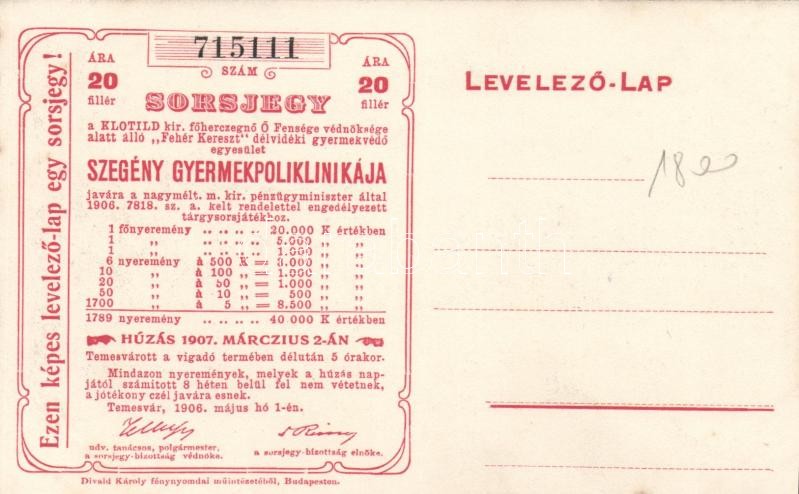 Ezen képes levelező-lap egy sorsjegy!
ÁRA 20 fillér
715111
SZÁM
ÁRA 20 fillér
SORSJEGY
a KLOTILD kir. főherczegnő Ő Fensége védnöksége
alatt álló „Fehér Kereszt" délvidéki gyermekvédő
egyesület
SZEGÉNY GYERMEKPOLIKLINIKÁJA
javára a nagymélt. m. kir. pénzügyminiszter által
1906. 7818. sz. a. kelt rendelettel engedélyezett
tárgysorsjátékhoz.
1 főnyeremény .. .. .. .. 20.000 K értékben
1 „ .. .. .. .. 5.000 „ „
1 „ .. .. .. .. 1.000 „ „
6 nyeremény à 500 K = 3.000 „ „
10 „ à 100 „ = 1.000 „ „
20 „ à 50 „ = 1.000 „ „
50 „ à 10 „ = 500 „ „
1700 „ à 5 „ = 8.500 „ „
1789 nyeremény .. .. .. .. 40 000 K értékben
HÚZÁS 1907. MÁRCZIUS 2-ÁN
Temesvárott a vigadó termében délután 5 órakor.
Mindazon nyeremények, melyek a húzás nap-
jától számított 8 héten belül fel nem vétetnek,
a jótékony czél javára esnek.
Temesvár, 1906. május hó 1-én.
udv. tanácsos, polgármester,
a sorsjegy-bizottság védnöke.
a sorsjegy-bizottság elnöke.
Divald Károly fénynyomdai műintézetéből, Budapesten.
LEVELEZŐ-LAP
1800